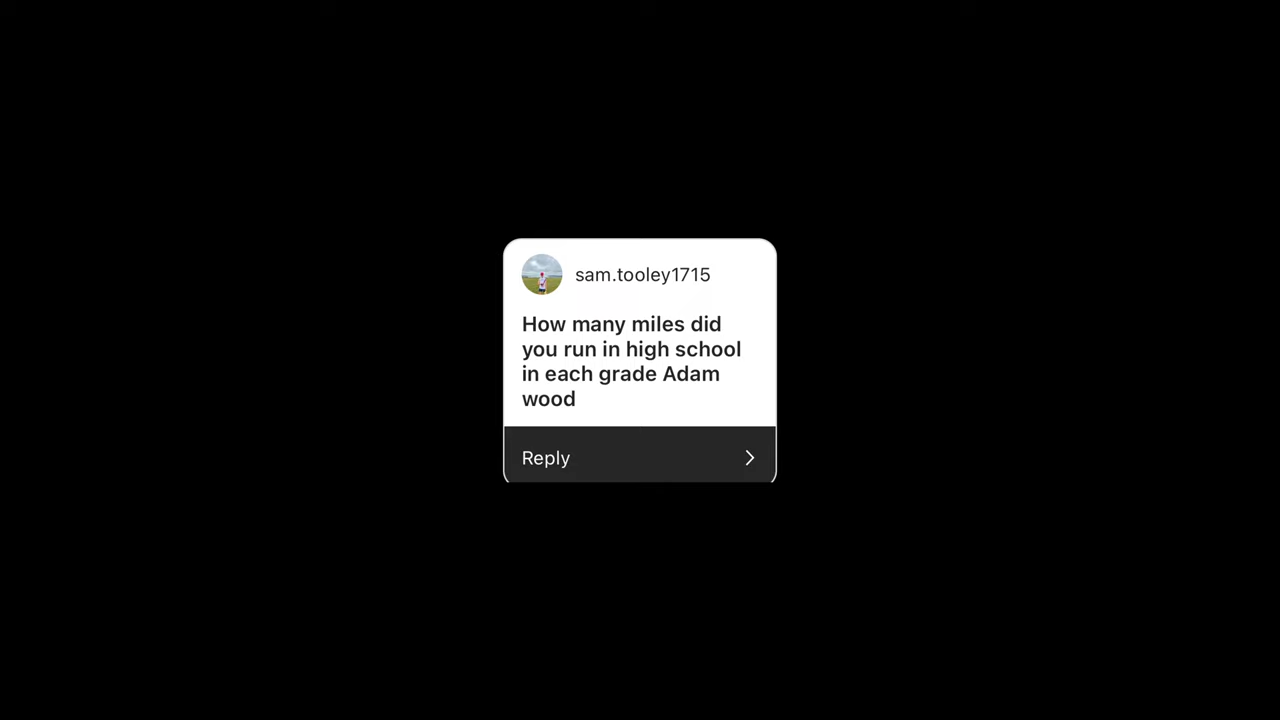 sam.tooley1715
How many miles did
you run in high school
in each grade Adam
wood
Reply